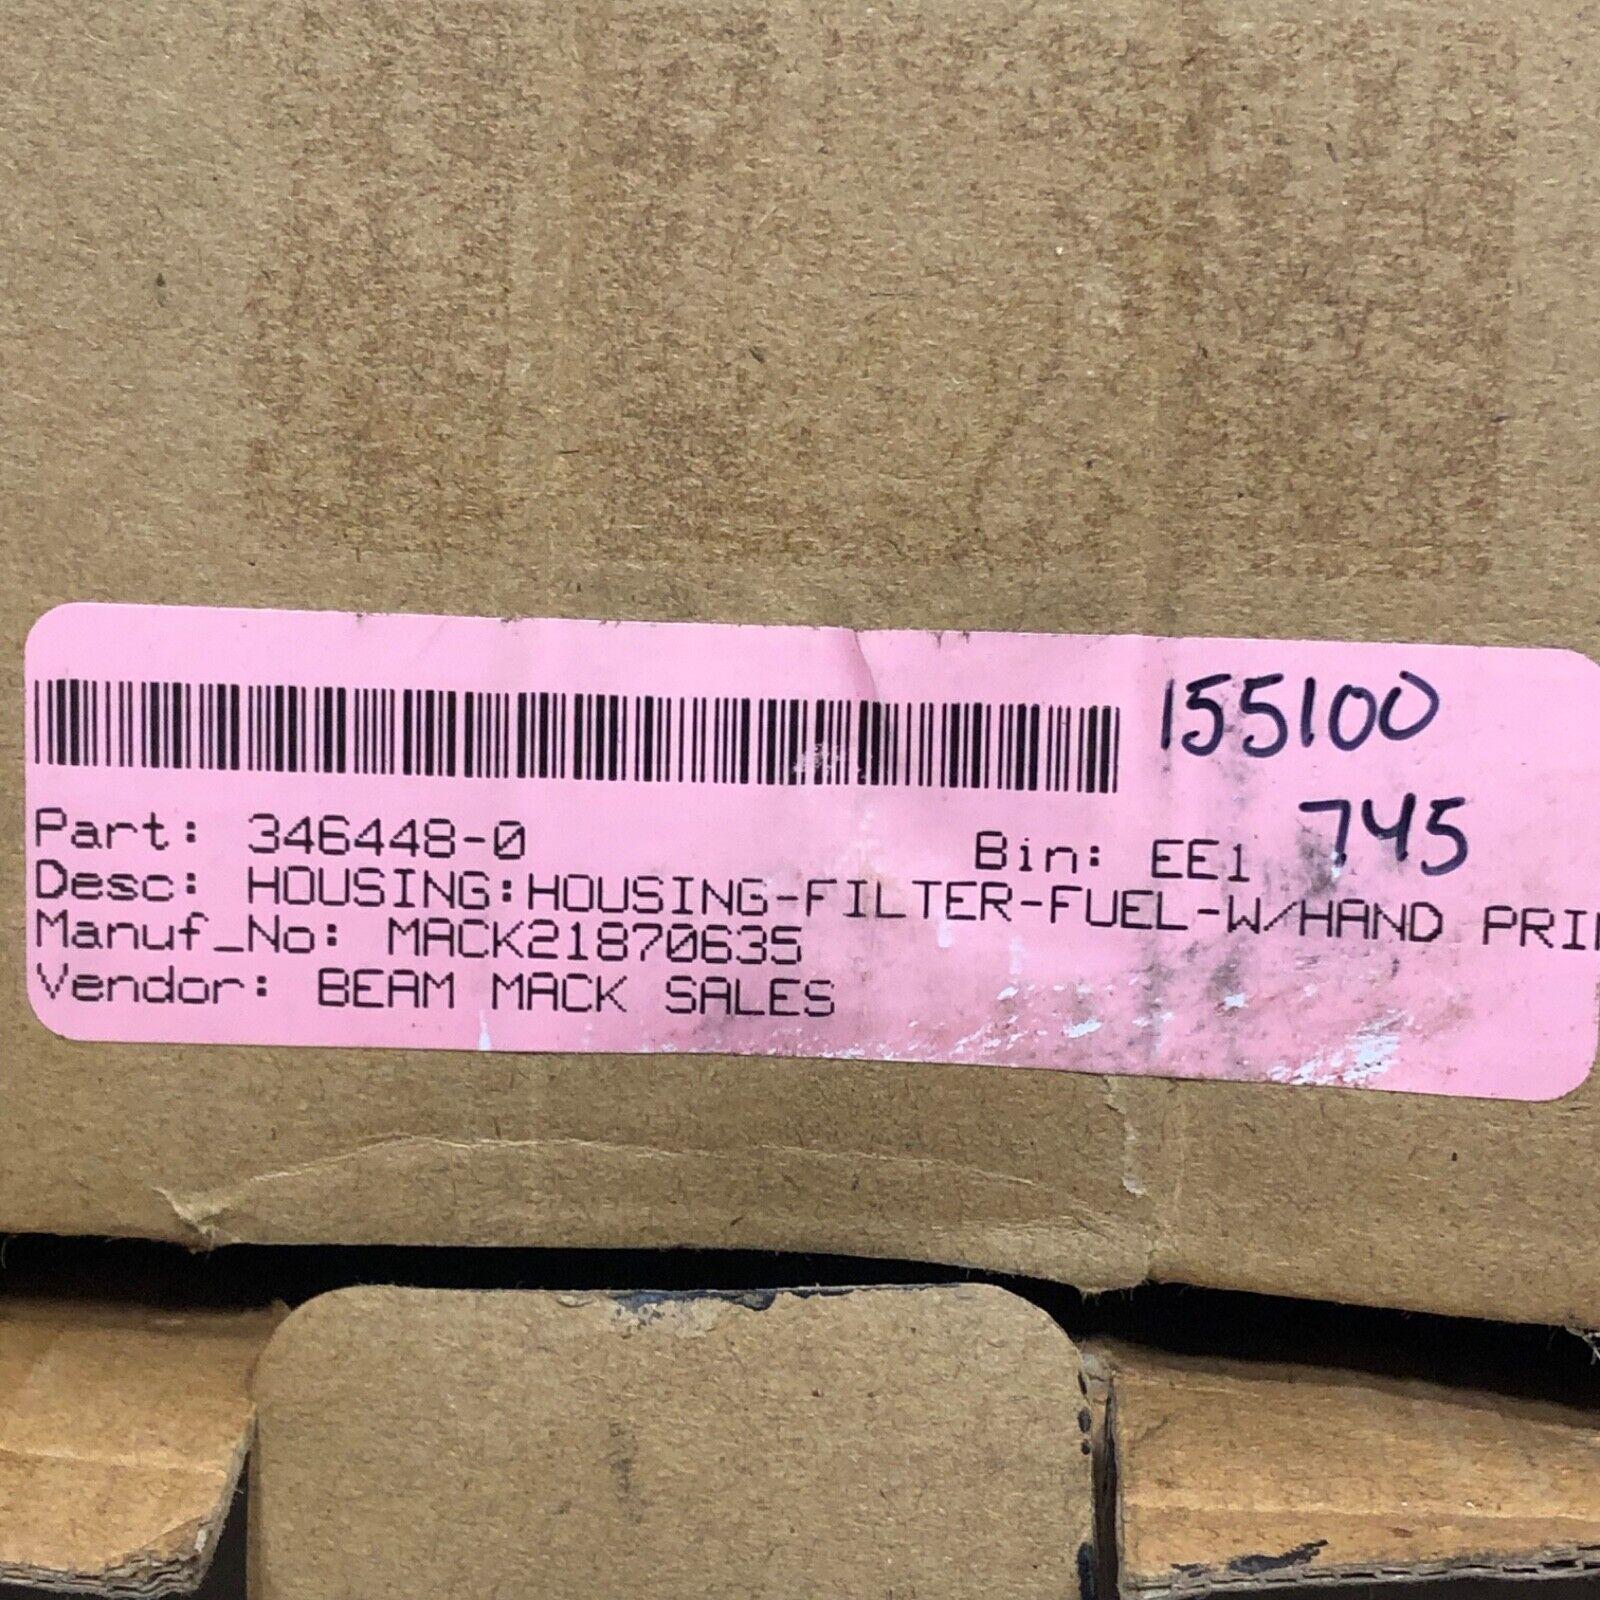 155100
745
Part: 346448-0 Bin: EE1
Desc: HOUSING:HOUSING-FILTER-FUEL-W/HAND PRI
Manuf_No: MACK21870635
Vendor: BEAM MACK SALES